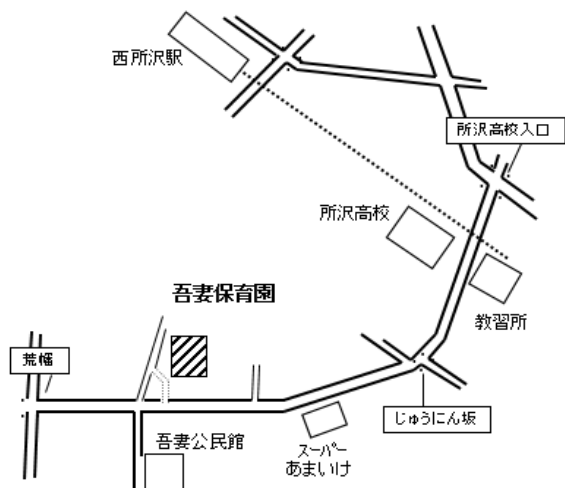 西所沢駅
所沢高校入口
所沢高校
吾妻保育園
教習所
荒幡
じゅうにん坂
吾妻公民館
スーパー
あまいけ